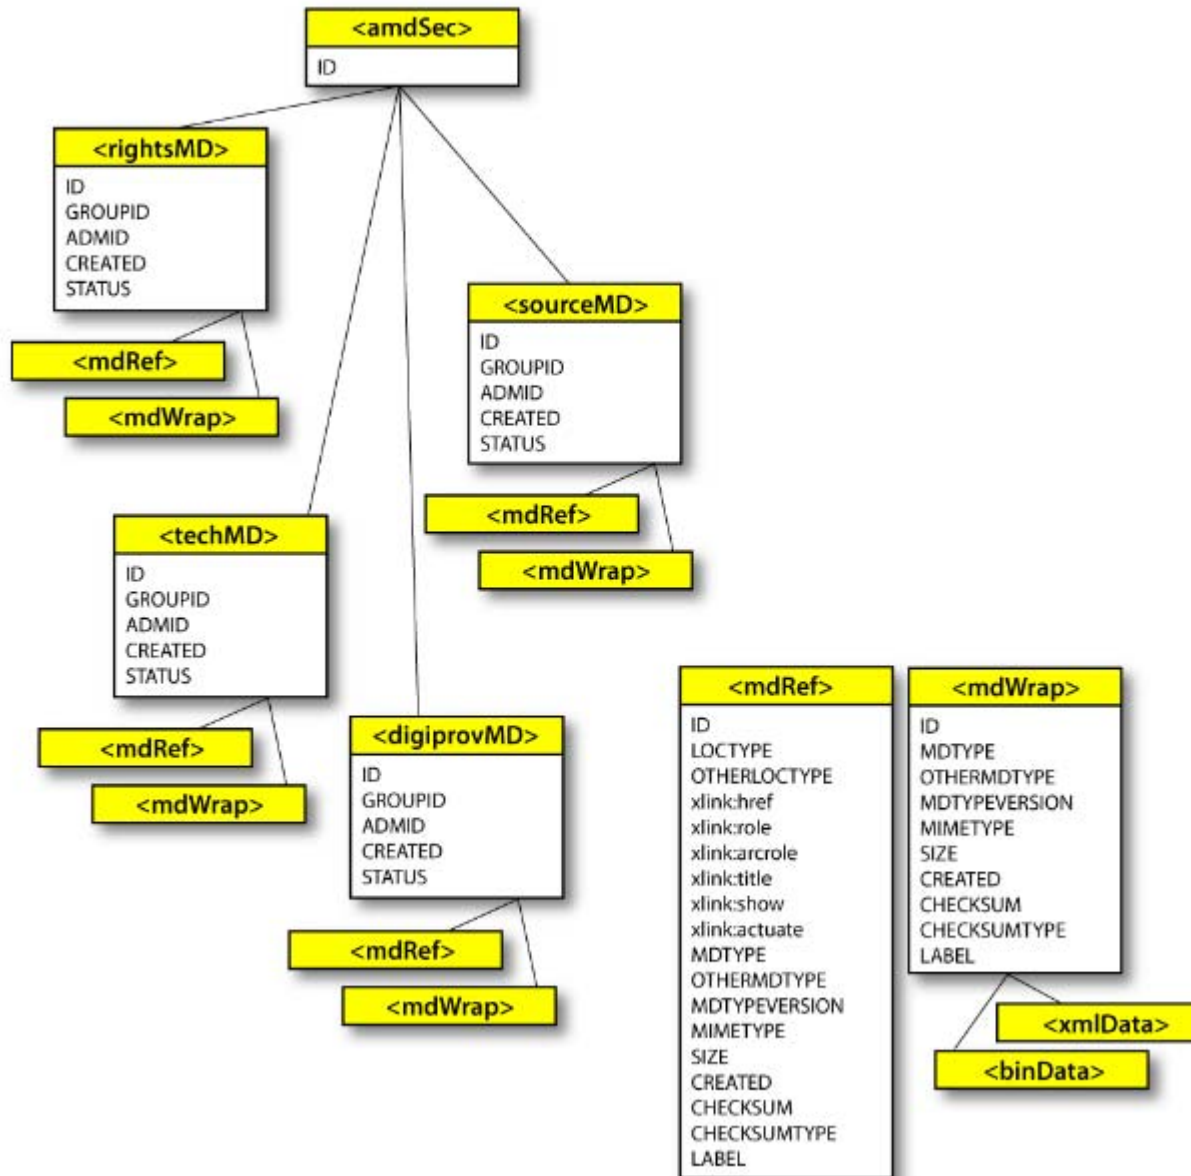 <amdSec>
ID
<rightsMD>
ID
GROUPID
ADMID
CREATED
STATUS
<mdRef>
<mdWrap>
<sourceMD>
ID
GROUPID
ADMID
CREATED
STATUS
<mdRef>
<mdWrap>
<techMD>
ID
GROUPID
ADMID
CREATED
STATUS
<mdRef>
<mdWrap>
<digiprovMD>
ID
GROUPID
ADMID
CREATED
STATUS
<mdRef>
<mdWrap>
<mdRef>
ID
LOCTYPE
OTHERLOCTYPE
xlink:href
xlink:role
xlink:arcrole
xlink:title
xlink:show
xlink:actuate
MDTYPE
OTHERMDTYPE
MDTYPEVERSION
MIMETYPE
SIZE
CREATED
CHECKSUM
CHECKSUMTYPE
LABEL
<mdWrap>
ID
MDTYPE
OTHERMDTYPE
MDTYPEVERSION
MIMETYPE
SIZE
CREATED
CHECKSUM
CHECKSUMTYPE
LABEL
<xmlData>
<binData>